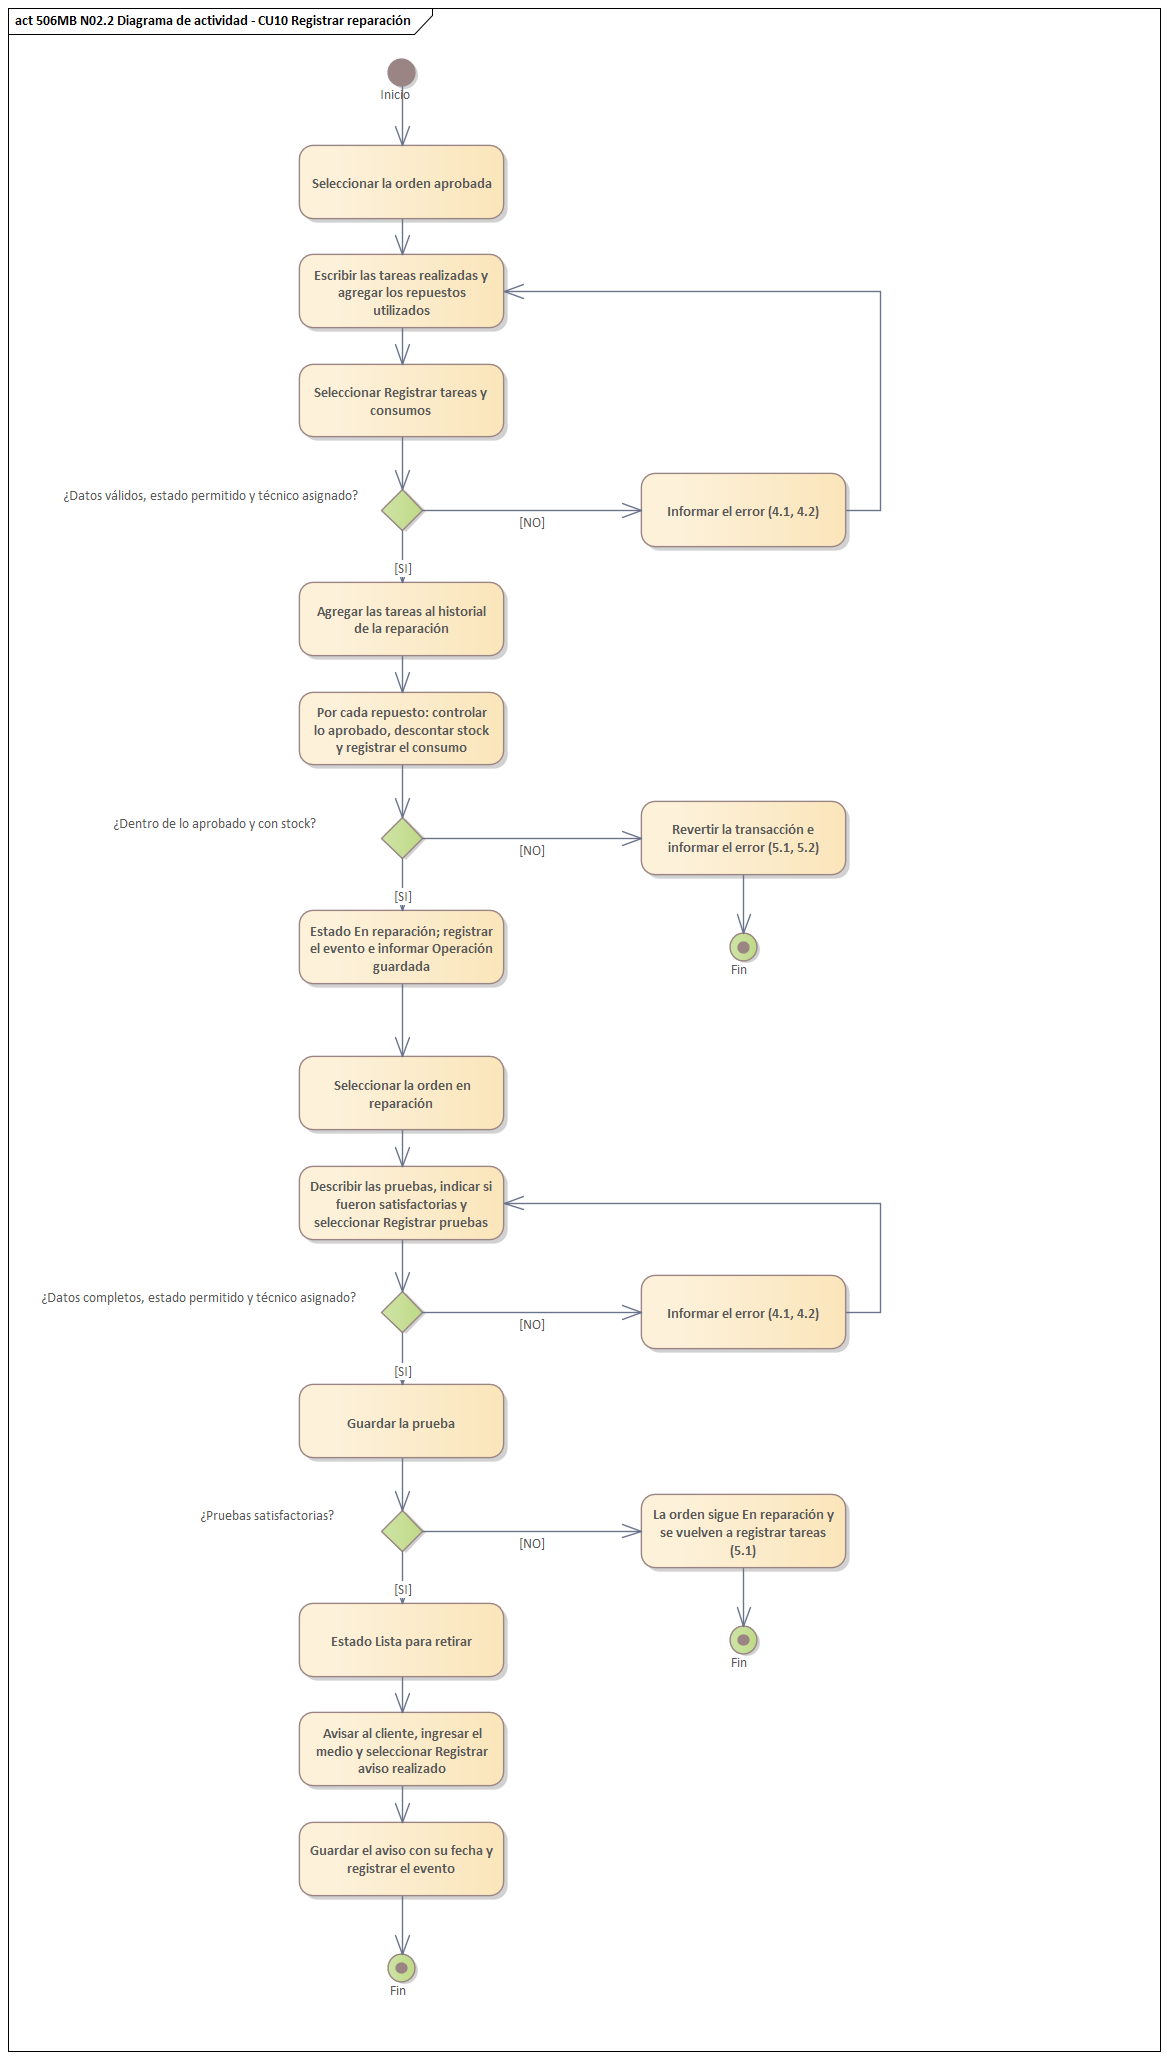 act 506MB N02.2 Diagrama de actividad - CU10 Registrar reparación
Inicio
Seleccionar la orden aprobada
Escribir las tareas realizadas y
agregar los repuestos
utilizados
Seleccionar Registrar tareas y
consumos
¿Datos válidos, estado permitido y técnico asignado?
[NO]
Informar el error (4.1, 4.2)
[SI]
Agregar las tareas al historial
de la reparación
Por cada repuesto: controlar
lo aprobado, descontar stock
y registrar el consumo
¿Dentro de lo aprobado y con stock?
[NO]
Revertir la transacción e
informar el error (5.1, 5.2)
[SI]
Fin
Estado En reparación; registrar
el evento e informar Operación
guardada
Seleccionar la orden en
reparación
Describir las pruebas, indicar si
fueron satisfactorias y
seleccionar Registrar pruebas
¿Datos completos, estado permitido y técnico asignado?
[NO]
Informar el error (4.1, 4.2)
[SI]
Guardar la prueba
¿Pruebas satisfactorias?
[NO]
La orden sigue En reparación y
se vuelven a registrar tareas
(5.1)
[SI]
Fin
Estado Lista para retirar
Avisar al cliente, ingresar el
medio y seleccionar Registrar
aviso realizado
Guardar el aviso con su fecha y
registrar el evento
Fin